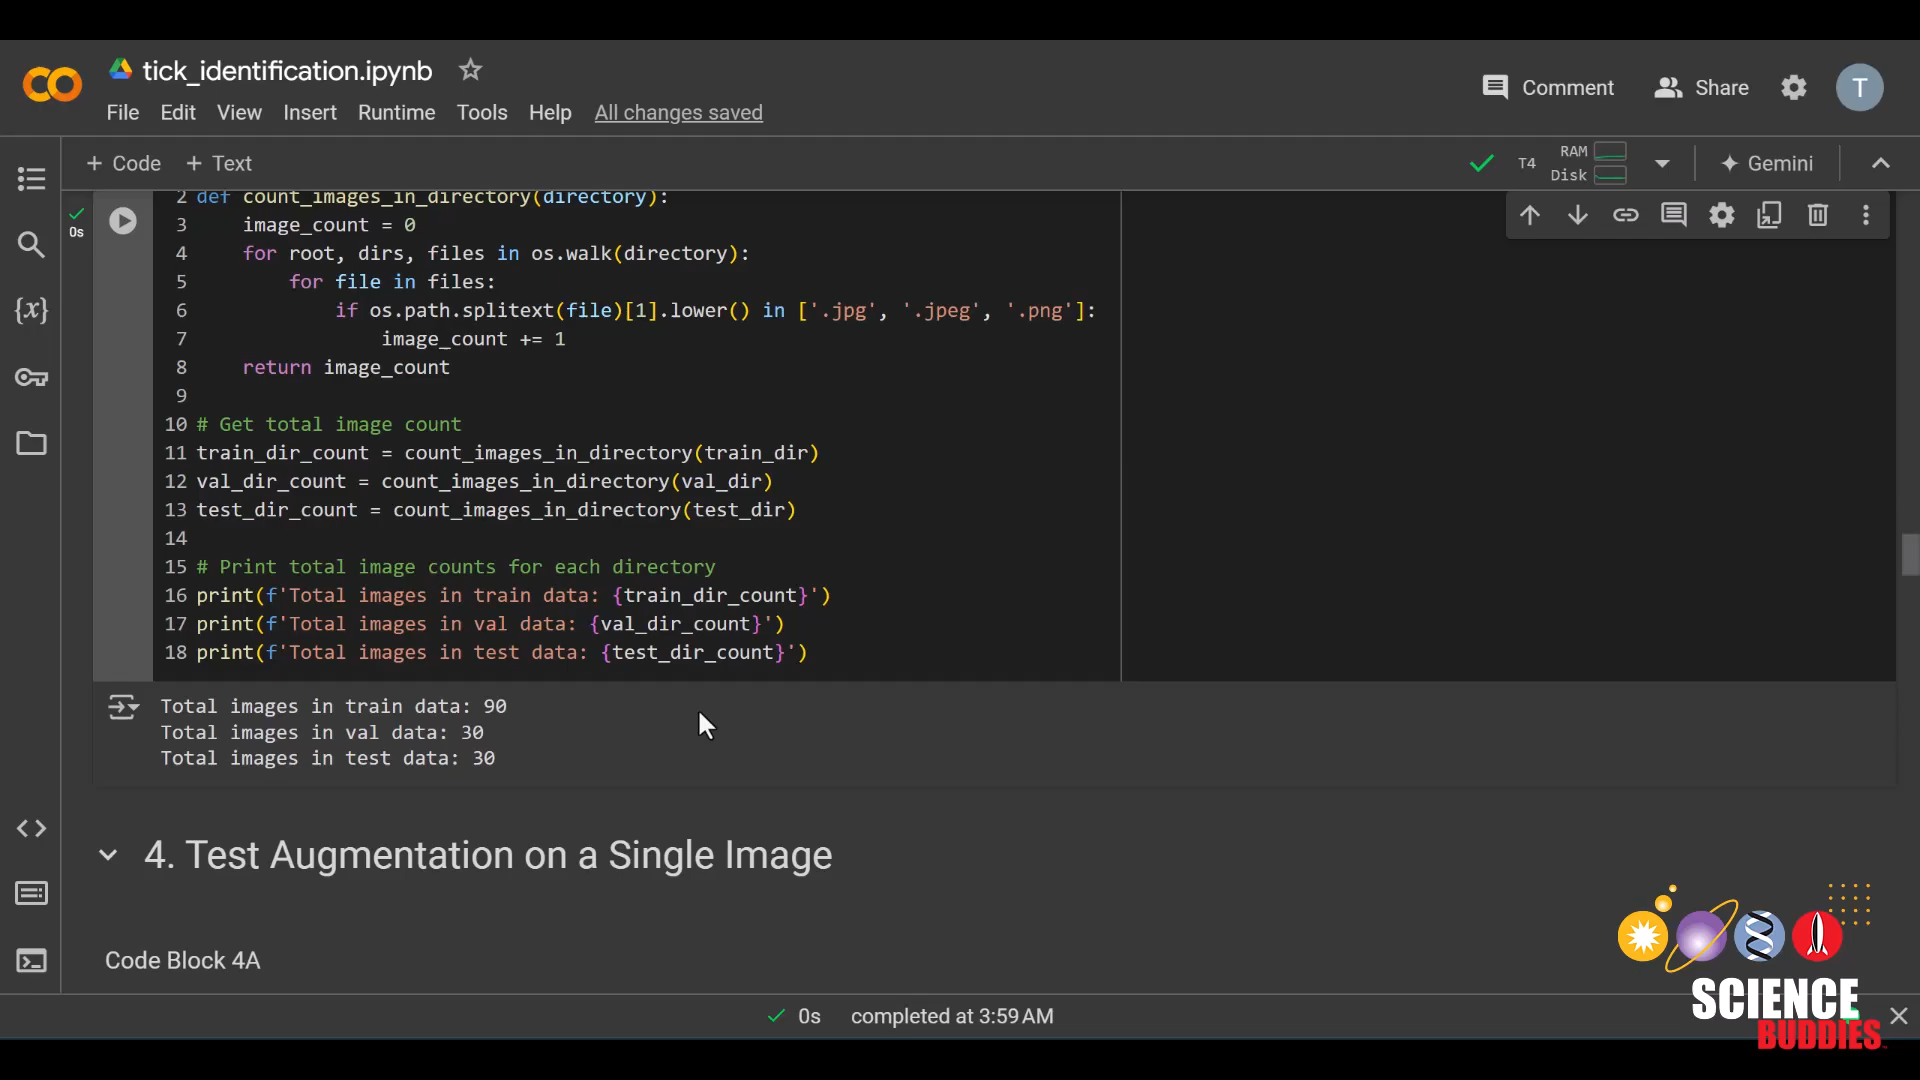 tick_identification.ipynb
Comment
Share
T
File Edit View Insert Runtime Tools Help All changes saved
+ Code + Text
T4
RAM
Disk
Gemini
0s
2 def count_images_in_directory(directory):
3 image_count = 0
4 for root, dirs, files in os.walk(directory):
5 for file in files:
6 if os.path.splitext(file)[1].lower() in ['.jpg', '.jpeg', '.png']:
7 image_count += 1
8 return image_count
9
10 # Get total image count
11 train_dir_count = count_images_in_directory(train_dir)
12 val_dir_count = count_images_in_directory(val_dir)
13 test_dir_count = count_images_in_directory(test_dir)
14
15 # Print total image counts for each directory
16 print(f'Total images in train data: {train_dir_count}')
17 print(f'Total images in val data: {val_dir_count}')
18 print(f'Total images in test data: {test_dir_count}')
Total images in train data: 90
Total images in val data: 30
Total images in test data: 30
4. Test Augmentation on a Single Image
Code Block 4A
0s completed at 3:59 AM
SCIENCE
BUDDIES